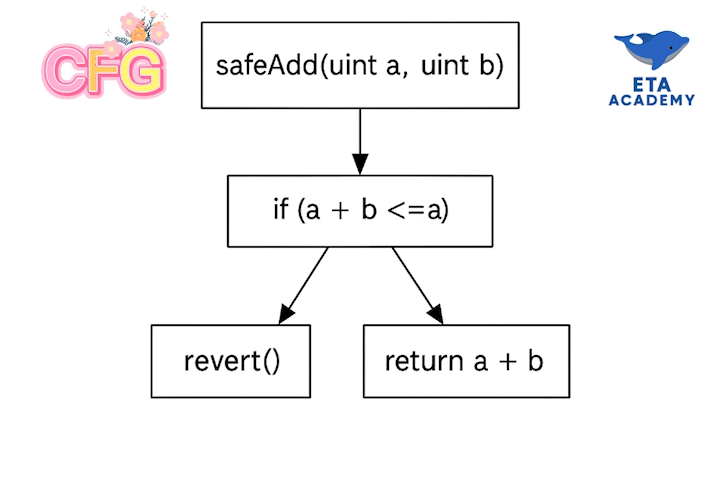 CFG
safeAdd(uint a, uint b)
ETA
ACADEMY
if (a + b <=a)
revert()
return a + b